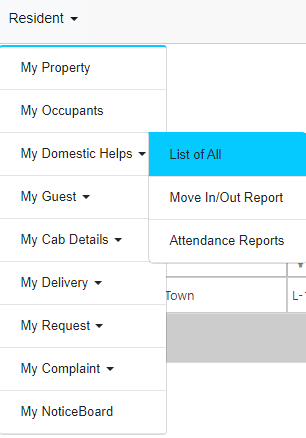 Resident
My Property
My Occupants
My Domestic Helps
List of All
My Guest
Move In/Out Report
My Cab Details
Attendance Reports
My Delivery
Town
L-
My Request
My Complaint
My NoticeBoard